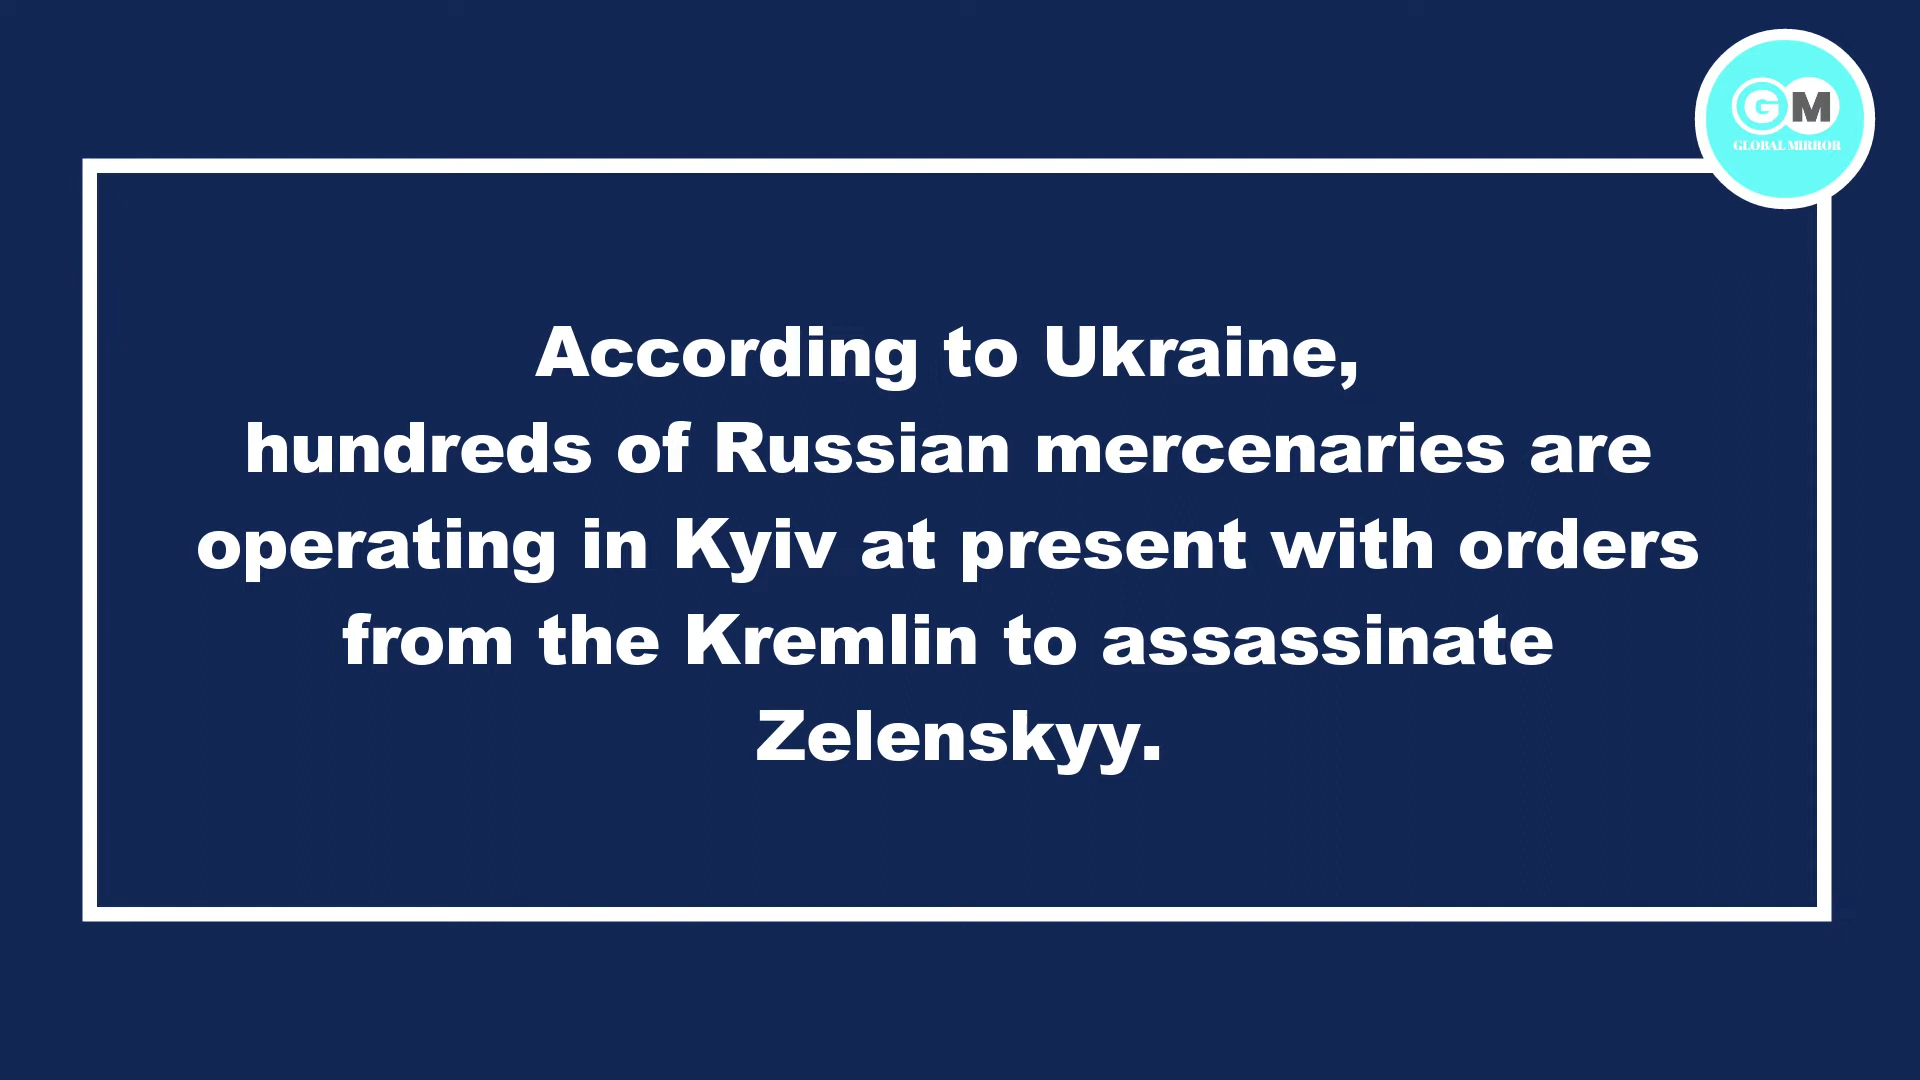 GM
GLOBAL MIRROR
According to Ukraine,
hundreds of Russian mercenaries are
operating in Kyiv at present with orders
from the Kremlin to assassinate
Zelenskyy.